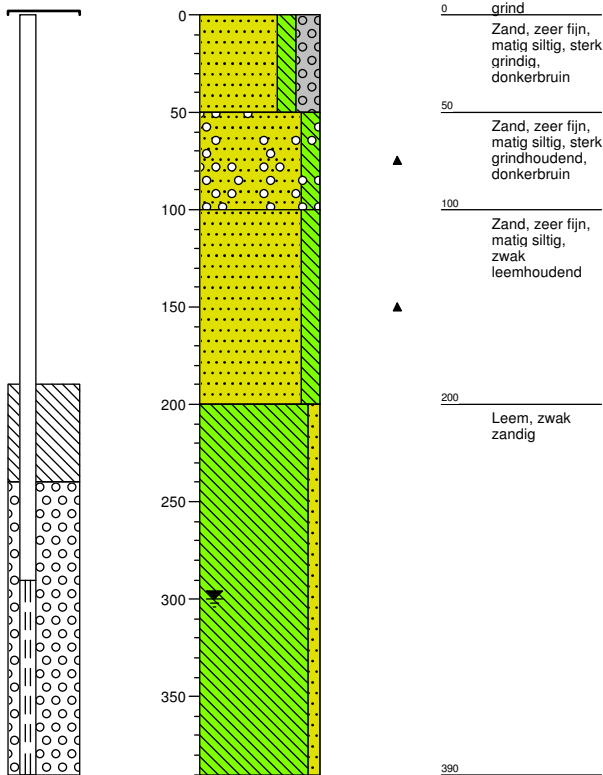 0
50
100
150
200
250
300
350
0
grind
Zand, zeer fijn,
matig siltig, sterk
grindig,
donkerbruin
50
Zand, zeer fijn,
matig siltig, sterk
grindhoudend,
donkerbruin
100
Zand, zeer fijn,
matig siltig,
zwak
leemhoudend
200
Leem, zwak
zandig
390